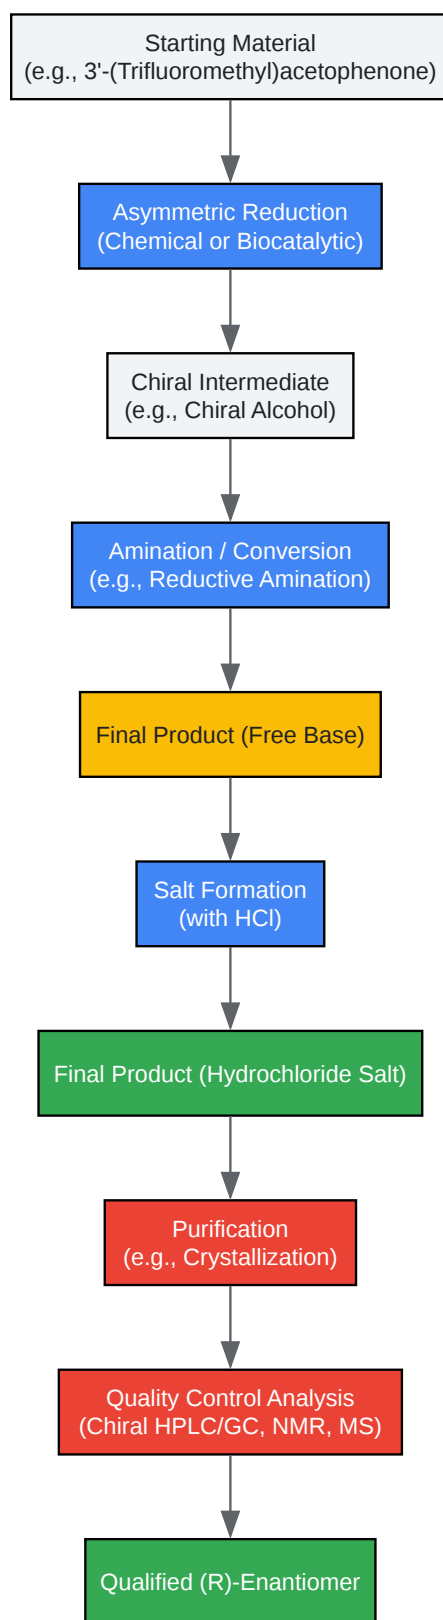 Starting Material
(e.g., 3'-(Trifluoromethyl)acetophenone)
Asymmetric Reduction
(Chemical or Biocatalytic)
Chiral Intermediate
(e.g., Chiral Alcohol)
Amination / Conversion
(e.g., Reductive Amination)
Final Product (Free Base)
Salt Formation
(with HCl)
Final Product (Hydrochloride Salt)
Purification
(e.g., Crystallization)
Quality Control Analysis
(Chiral HPLC/GC, NMR, MS)
Qualified (R)-Enantiomer